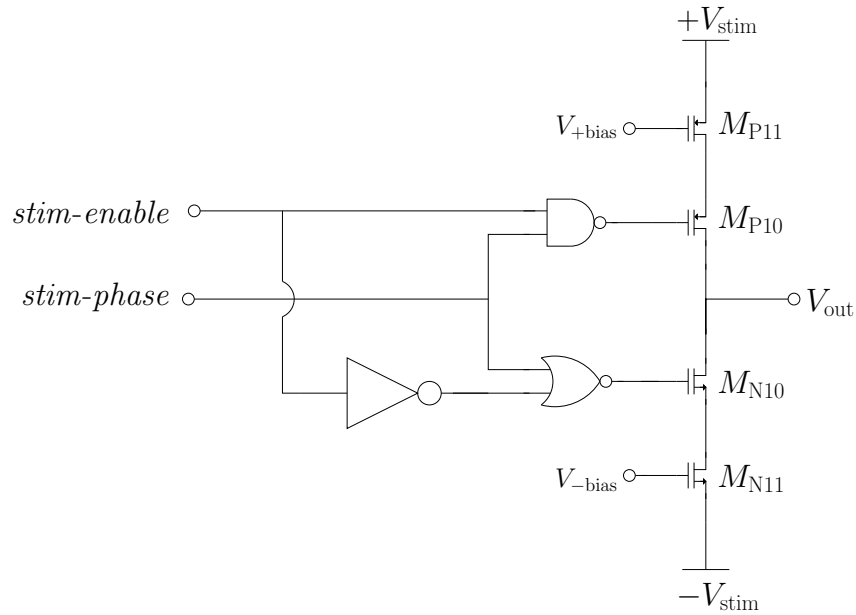 +V_stim
V_+bias
M_P11
stim-enable
M_P10
stim-phase
V_out
M_N10
V_−bias
M_N11
−V_stim